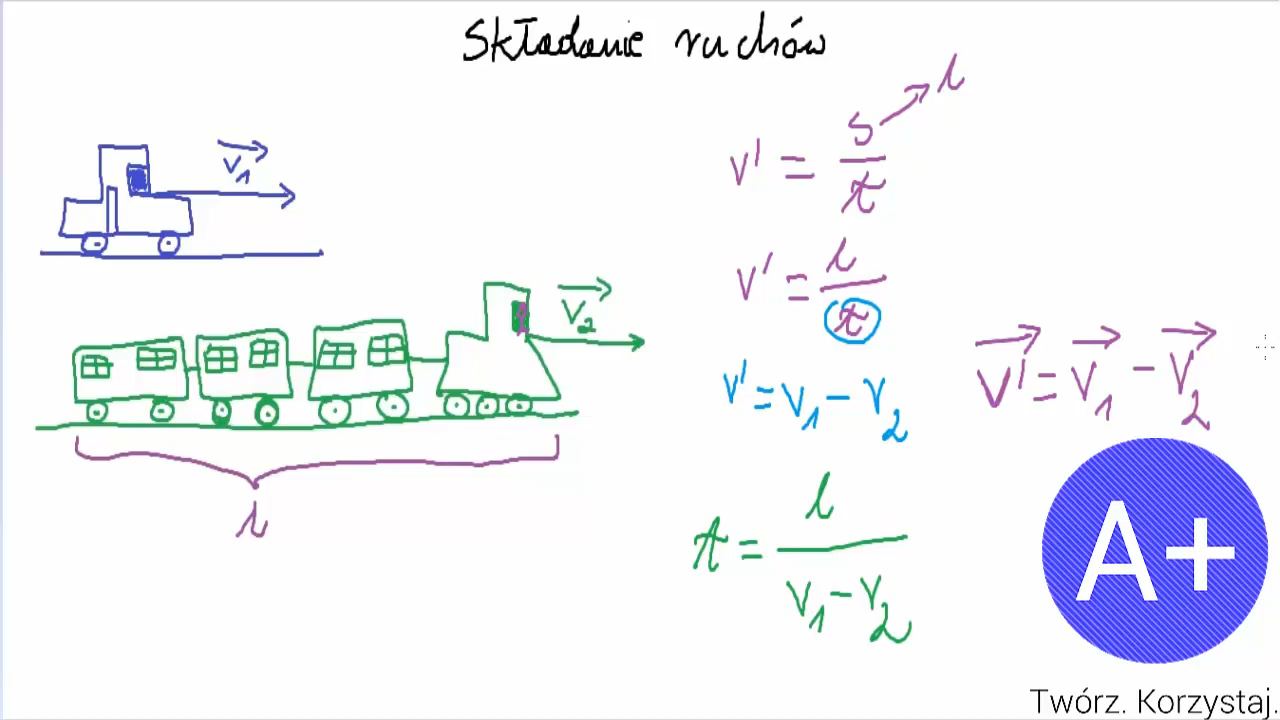 Składanie ruchów
v₁
v₂
l
v' = s/t → l
v' = l/t
v' = v₁ - v₂
t = l/(v₁ - v₂)
v' = v₁ - v₂
A+
Twórz. Korzystaj.